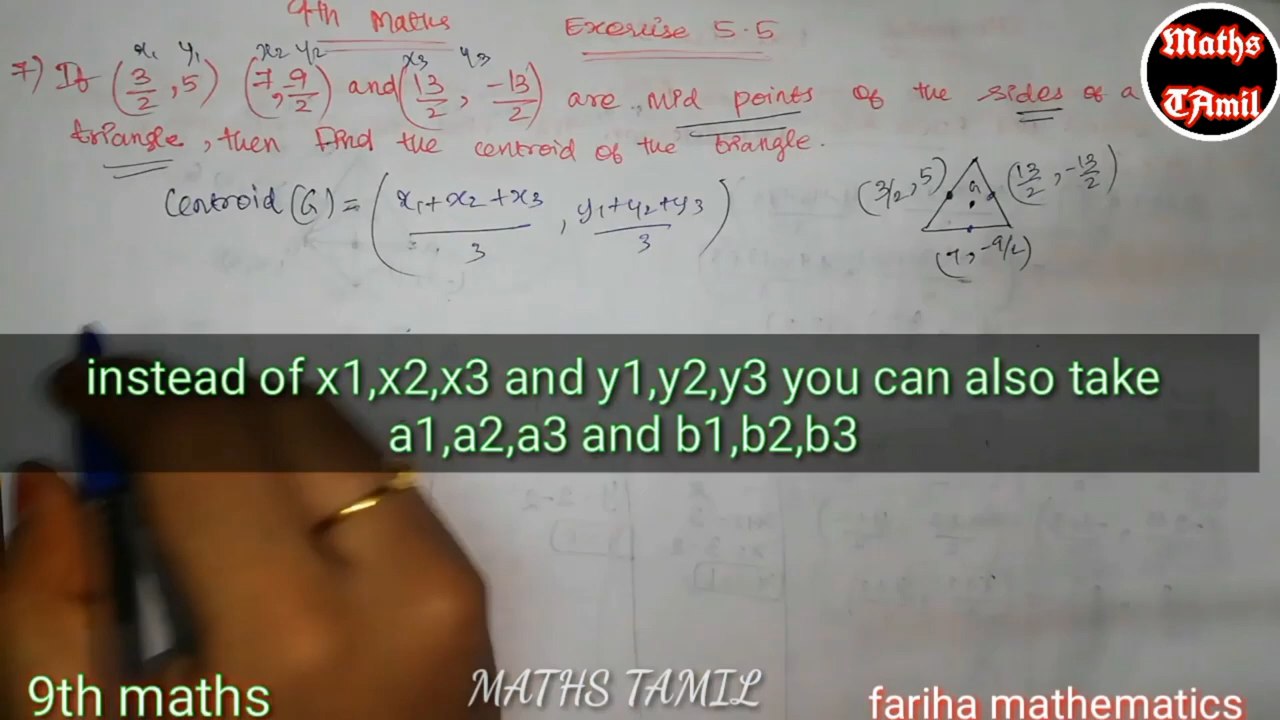 9th Maths Exercise 5.5
x1 y1 x2 y2 x3 y3
7) If (3/2, 5) (7, -9/2) and (13/2, -13/2) are mid points of the sides of a
triangle, then find the centroid of the triangle.
Centroid (G) = (x1+x2+x3/3, y1+y2+y3/3)
(3/2, 5) G (13/2, -13/2)
(7, -9/2)
instead of x1,x2,x3 and y1,y2,y3 you can also take
a1,a2,a3 and b1,b2,b3
Maths
TAmil
9th maths
MATHS TAMIL
fariha mathematics